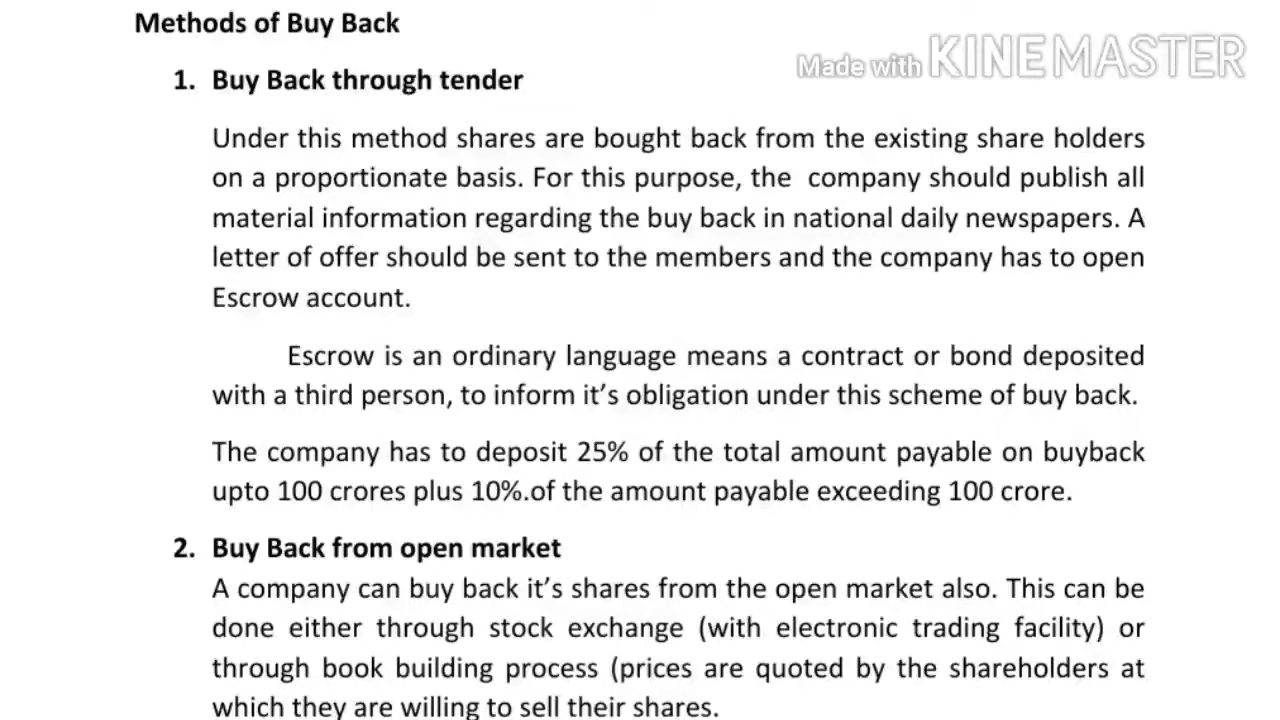 Methods of Buy Back
Made with KINEMASTER
1. Buy Back through tender
Under this method shares are bought back from the existing share holders
on a proportionate basis. For this purpose, the company should publish all
material information regarding the buy back in national daily newspapers. A
letter of offer should be sent to the members and the company has to open
Escrow account.
Escrow is an ordinary language means a contract or bond deposited
with a third person, to inform it’s obligation under this scheme of buy back.
The company has to deposit 25% of the total amount payable on buyback
upto 100 crores plus 10%.of the amount payable exceeding 100 crore.
2. Buy Back from open market
A company can buy back it’s shares from the open market also. This can be
done either through stock exchange (with electronic trading facility) or
through book building process (prices are quoted by the shareholders at
which they are willing to sell their shares.